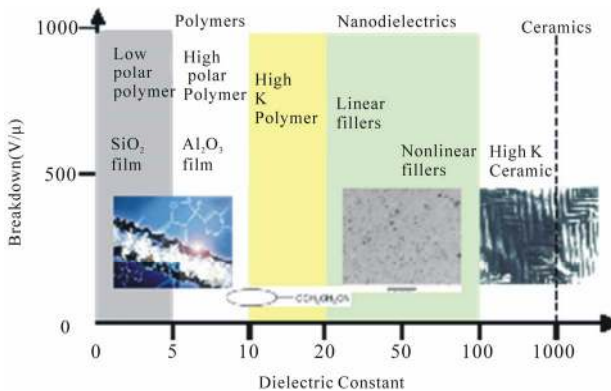 Polymers
Nanodielectrics
Ceramics
1000
500
0
Breakdown(V/μ)
Low
polar
polymer
High
polar
Polymer
High
K
Polymer
Linear
fillers
SiO₂
film
Al₂O₃
film
Nonlinear
fillers
High K
Ceramic
0
5
10
20
50
100
1000
Dielectric Constant